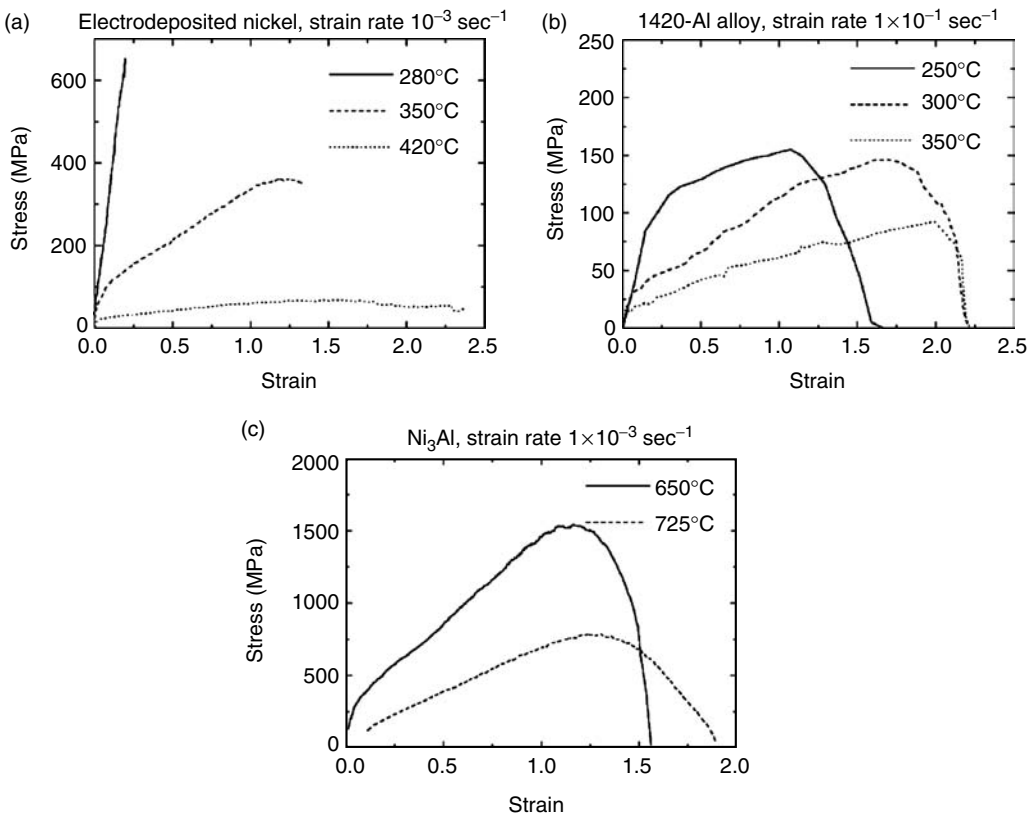 (a) Electrodeposited nickel, strain rate 10⁻³ sec⁻¹
280°C
350°C
420°C
600
400
200
0
Stress (MPa)
0.0 0.5 1.0 1.5 2.0 2.5
Strain
(b) 1420-Al alloy, strain rate 1×10⁻¹ sec⁻¹
250°C
300°C
350°C
250
200
150
100
50
0
Stress (MPa)
0.0 0.5 1.0 1.5 2.0 2.5
Strain
(c) Ni₃Al, strain rate 1×10⁻³ sec⁻¹
650°C
725°C
2000
1500
1000
500
0
Stress (MPa)
0.0 0.5 1.0 1.5 2.0
Strain